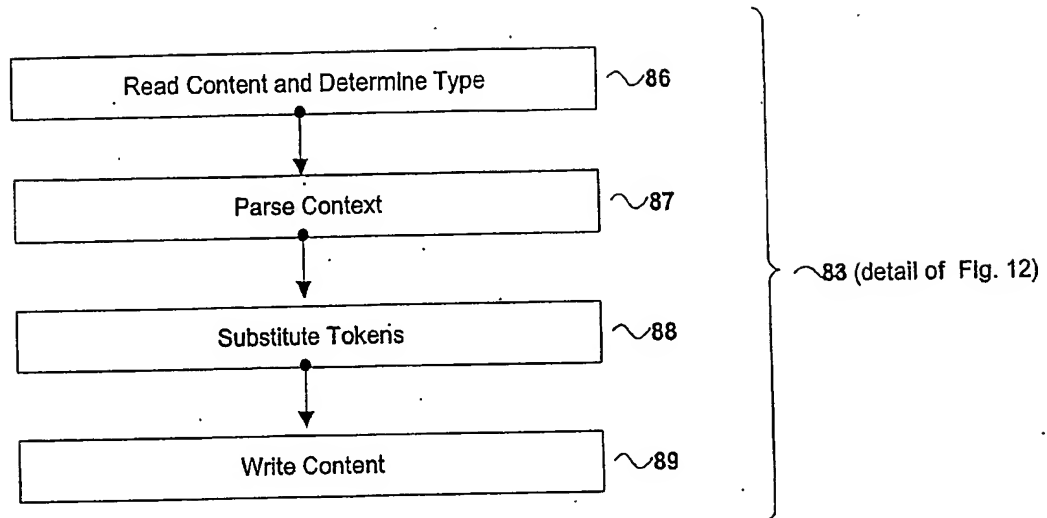 Read Content and Determine Type 86
Parse Context 87
83 (detail of Fig. 12)
Substitute Tokens 88
Write Content 89